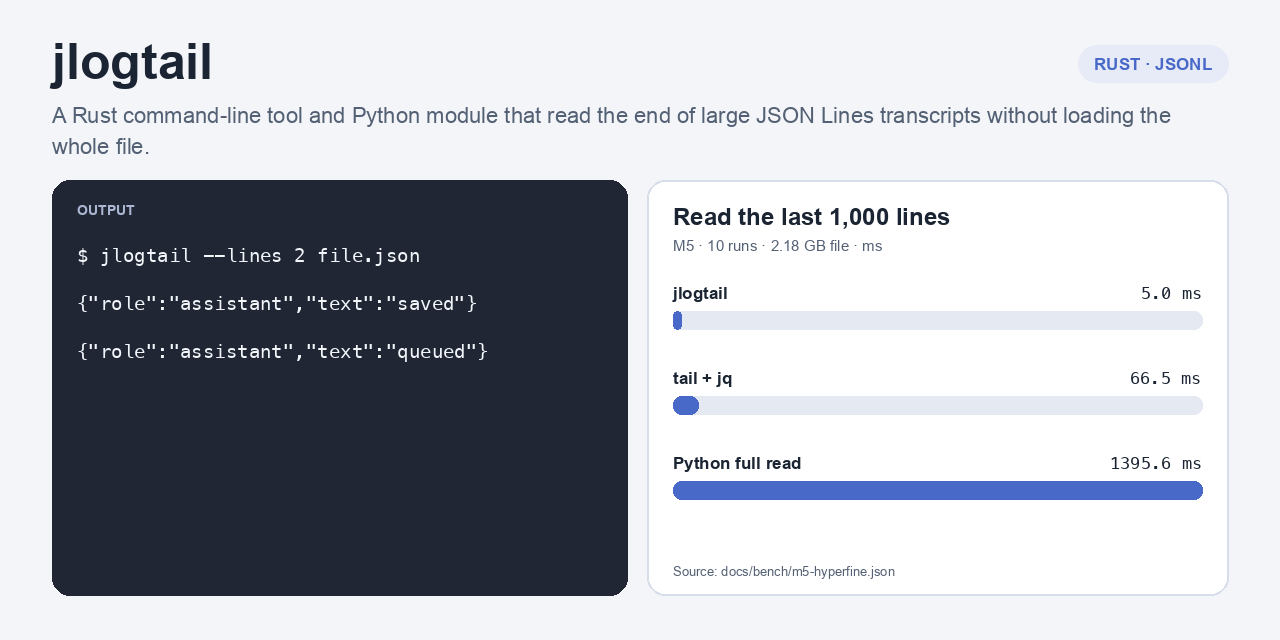 jlogtail
RUST · JSONL
A Rust command-line tool and Python module that read the end of large JSON Lines transcripts without loading the
whole file.
OUTPUT
$ jlogtail --lines 2 file.json
{"role":"assistant","text":"saved"}
{"role":"assistant","text":"queued"}
Read the last 1,000 lines
M5 · 10 runs · 2.18 GB file · ms
jlogtail 5.0 ms
tail + jq 66.5 ms
Python full read 1395.6 ms
Source: docs/bench/m5-hyperfine.json